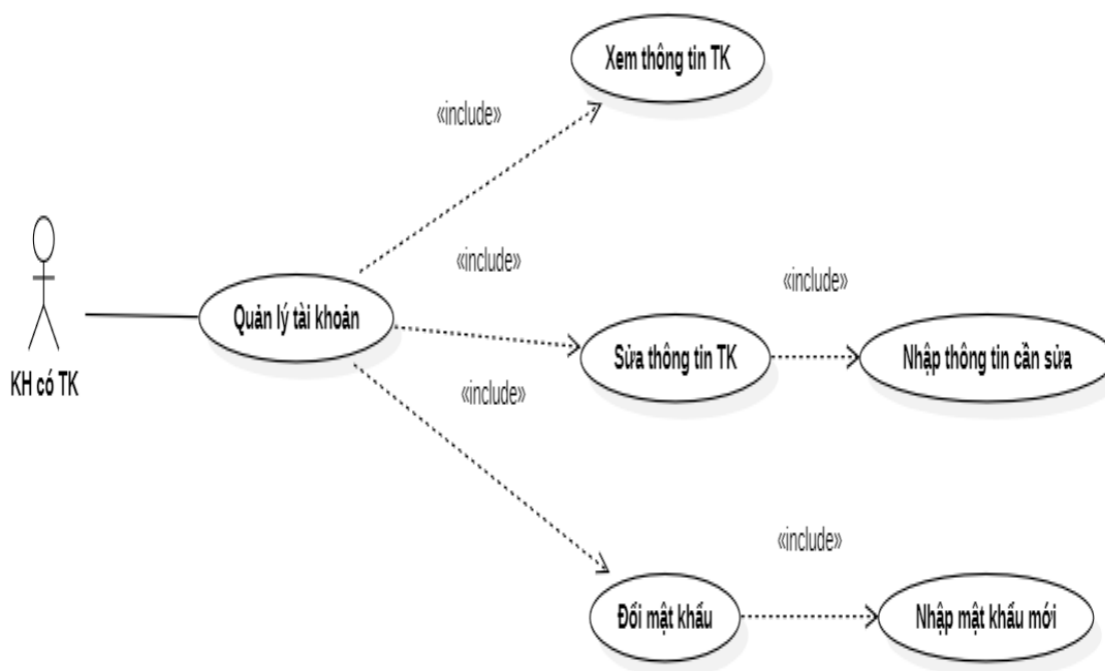 Xem thông tin TK
«include»
«include»
«include»
Quản lý tài khoản
Sửa thông tin TK
Nhập thông tin cần sửa
KH có TK
«include»
«include»
Đổi mật khẩu
Nhập mật khẩu mới